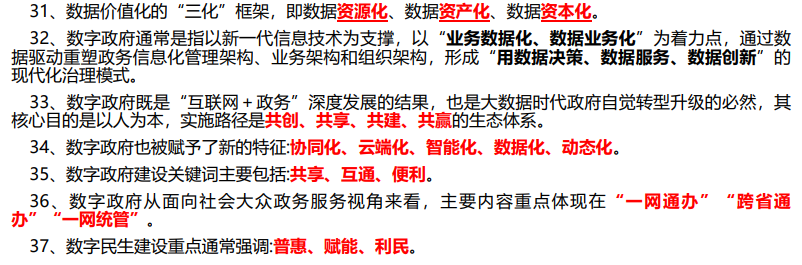 31、数据价值化的“三化”框架，即数据资源化、数据资产化、数据资本化。
32、数字政府通常是指以新一代信息技术为支撑，以“业务数据化、数据业务化”为着力点，通过数
据驱动重塑政务信息化管理架构、业务架构和组织架构，形成“用数据决策、数据服务、数据创新”的
现代化治理模式。
33、数字政府既是“互联网＋政务”深度发展的结果，也是大数据时代政府自觉转型升级的必然，其
核心目的是以人为本，实施路径是共创、共享、共建、共赢的生态体系。
34、数字政府也被赋予了新的特征:协同化、云端化、智能化、数据化、动态化。
35、数字政府建设关键词主要包括:共享、互通、便利。
36、数字政府从面向社会大众政务服务视角来看，主要内容重点体现在“一网通办”“跨省通
办”“一网统管”。
37、数字民生建设重点通常强调:普惠、赋能、利民。